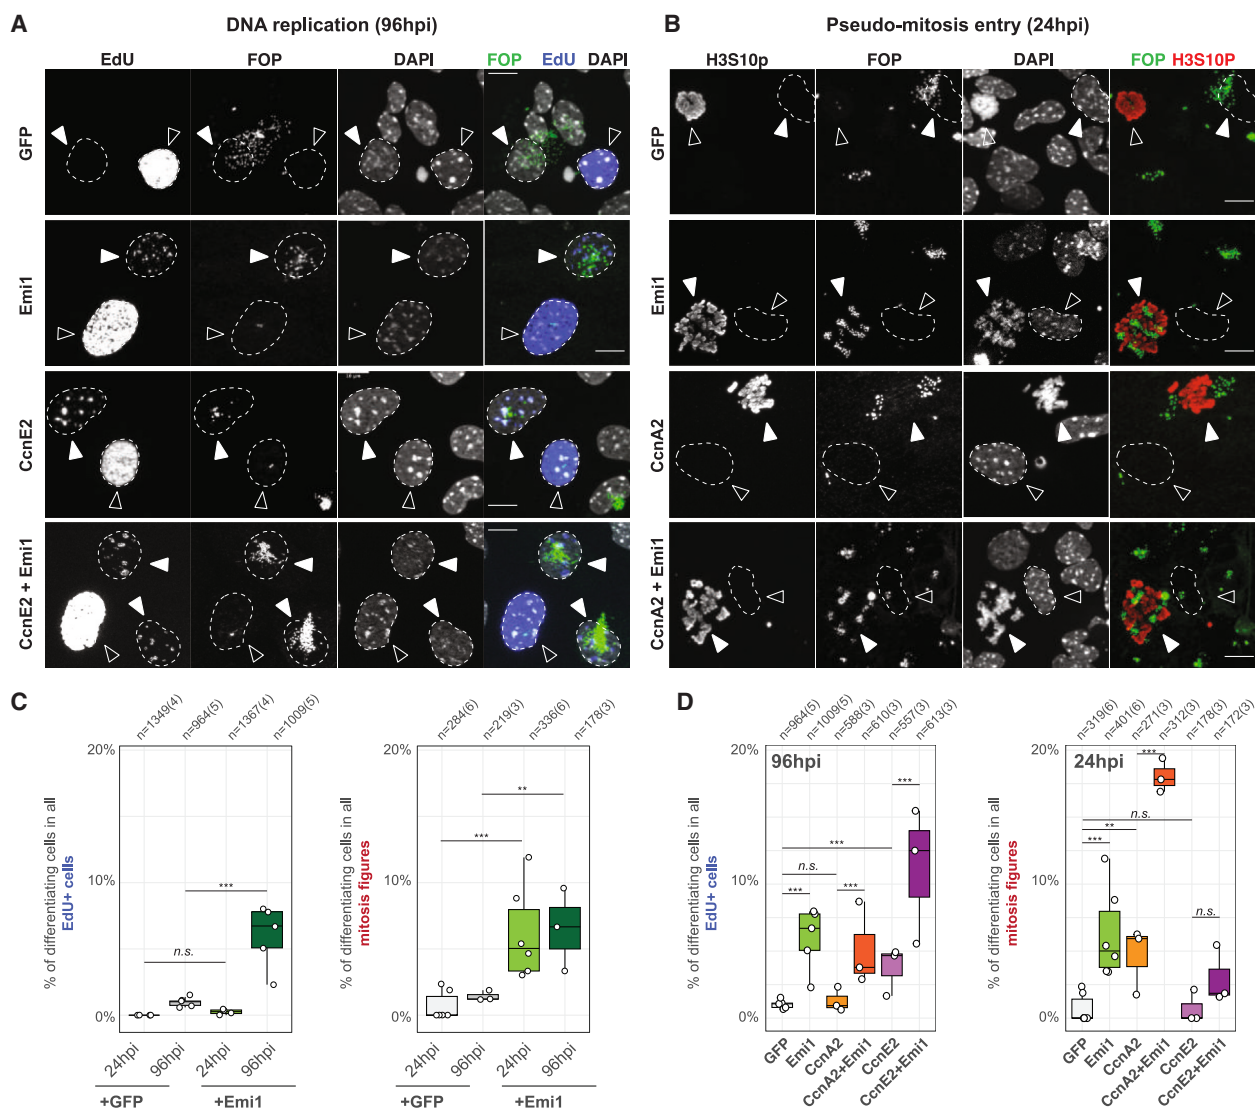 A
DNA replication (96hpi)
EdU FOP DAPI FOP EdU DAPI
GFP
Emi1
CcnE2
CcnE2 + Emi1
B
Pseudo-mitosis entry (24hpi)
H3S10p FOP DAPI FOP H3S10P
GFP
Emi1
CcnA2
CcnA2 + Emi1
C
n=1349(4) n=964(5) n=1367(4) n=1009(5)
% of differentiating cells in all
EdU+ cells
20%
10%
0%
***
n.s.
24hpi 96hpi 24hpi 96hpi
+GFP +Emi1
n=284(6) n=219(3) n=336(6) n=178(3)
% of differentiating cells in all
mitosis figures
20%
10%
0%
**
***
24hpi 96hpi 24hpi 96hpi
+GFP +Emi1
D
n=964(5) n=1009(5) n=588(3) n=610(3) n=557(3) n=613(3)
% of differentiating cells in all
EdU+ cells
96hpi
20%
10%
0%
***
***
n.s.
*** ***
GFP Emi1 CcnA2 CcnA2+Emi1 CcnE2 CcnE2+Emi1
n=319(6) n=401(6) n=271(3) n=312(3) n=178(3) n=172(3)
% of differentiating cells in all
mitosis figures
24hpi
20%
10%
0%
***
n.s.
**
***
n.s.
GFP Emi1 CcnA2 CcnA2+Emi1 CcnE2 CcnE2+Emi1